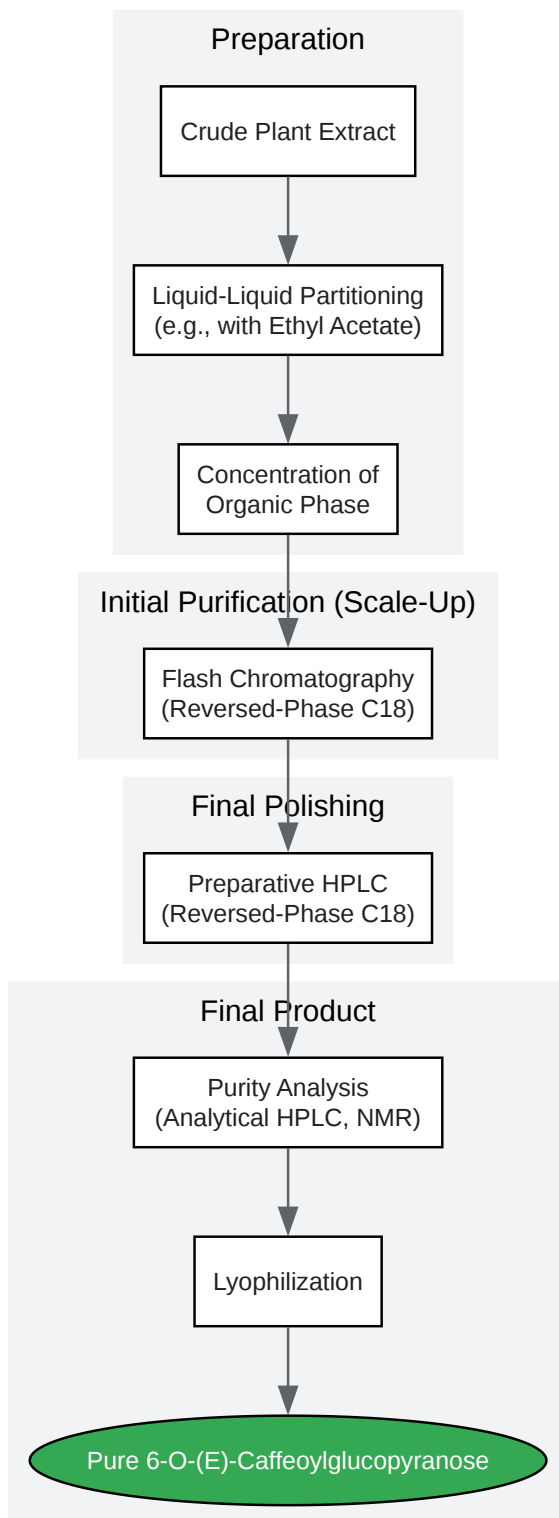 Preparation
Crude Plant Extract
Liquid-Liquid Partitioning
(e.g., with Ethyl Acetate)
Concentration of
Organic Phase
Initial Purification (Scale-Up)
Flash Chromatography
(Reversed-Phase C18)
Final Polishing
Preparative HPLC
(Reversed-Phase C18)
Final Product
Purity Analysis
(Analytical HPLC, NMR)
Lyophilization
Pure 6-O-(E)-Caffeoylglucopyranose